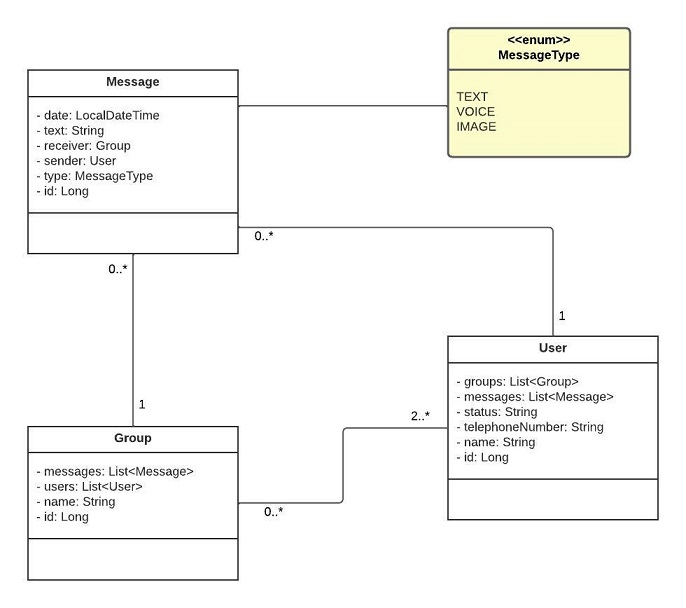 <<enum>>
MessageType
TEXT
VOICE
IMAGE
Message
- date: LocalDateTime
- text: String
- receiver: Group
- sender: User
- type: MessageType
- id: Long
0..*
0..*
1
1
User
- groups: List<Group>
- messages: List<Message>
- status: String
- telephoneNumber: String
- name: String
- id: Long
2..*
Group
- messages: List<Message>
- users: List<User>
- name: String
- id: Long
0..*